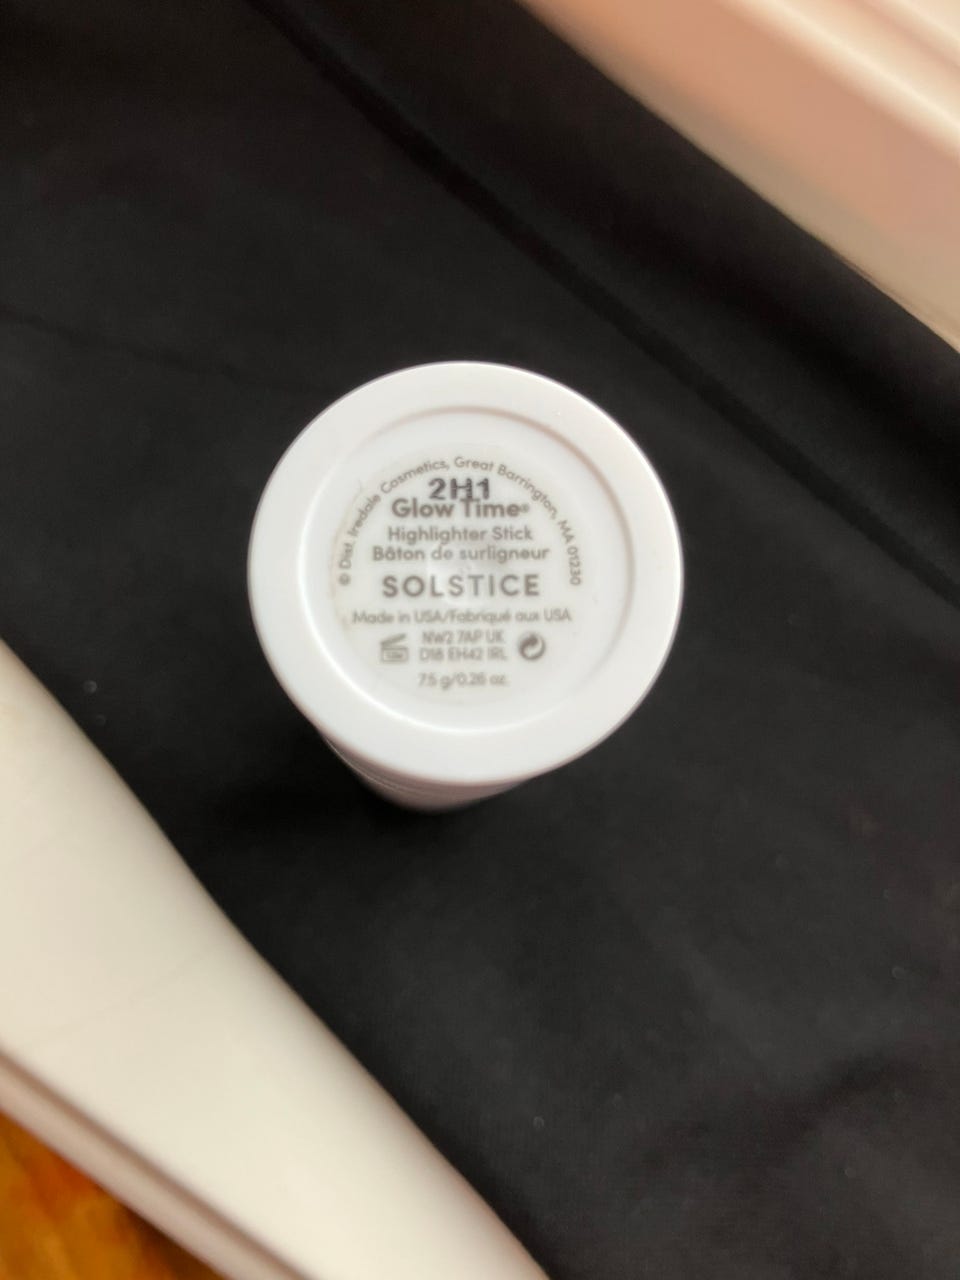 © Dist. Iredale Cosmetics, Great Barrington, MA 01230
2H1
Glow Time®
Highlighter Stick
Bâton de surligneur
SOLSTICE
Made in USA/Fabriqué aux USA
NW2 7AP UK
D18 EH42 IRL
7.5 g/0.26 oz.